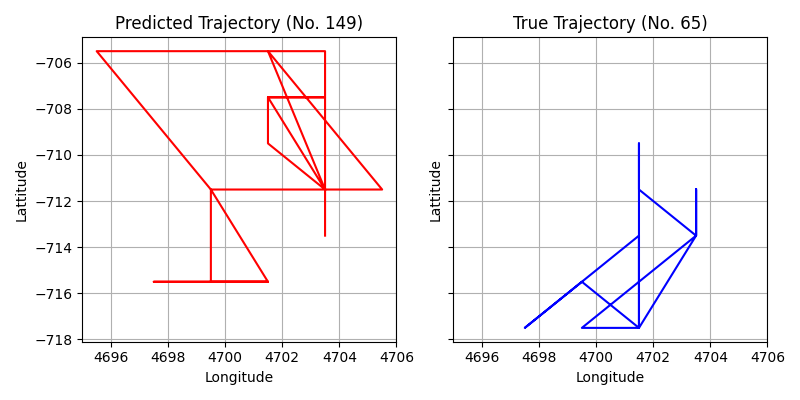 Predicted Trajectory (No. 149)
True Trajectory (No. 65)
−706
−708
−710
−712
−714
−716
−718
Lattitude
Lattitude
4696 4698 4700 4702 4704 4706
4696 4698 4700 4702 4704 4706
Longitude
Longitude